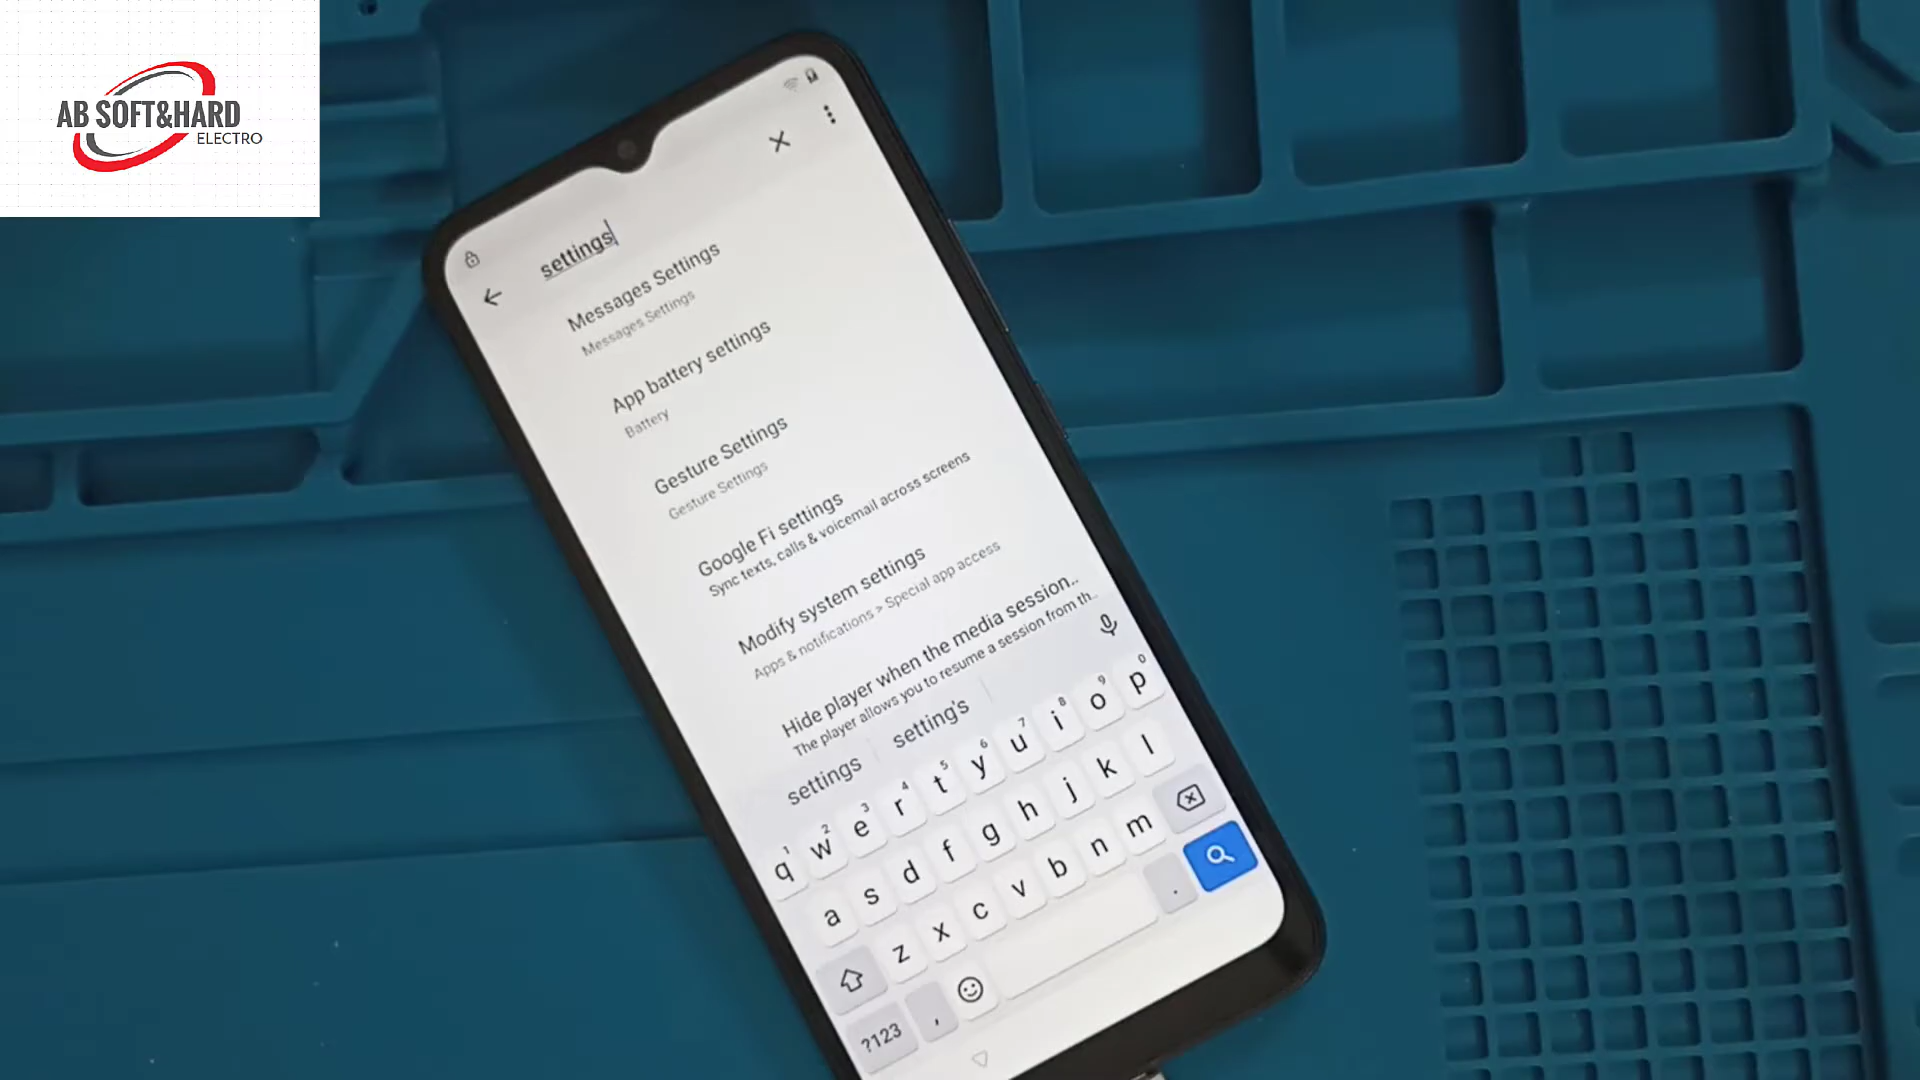 AB SOFT&HARD
ELECTRO
settings
Messages Settings
Messages Settings
App battery settings
Battery
Gesture Settings
Gesture Settings
Google Fi settings
Sync texts, calls & voicemail across screens
Modify system settings
Apps & notifications > Special app access
Hide player when the media session..
The player allows you to resume a session from th..
settings setting's
1 2 3 4 5 6 7 8 9 0
q w e r t y u i o p
a s d f g h j k l
z x c v b n m
?123 , .